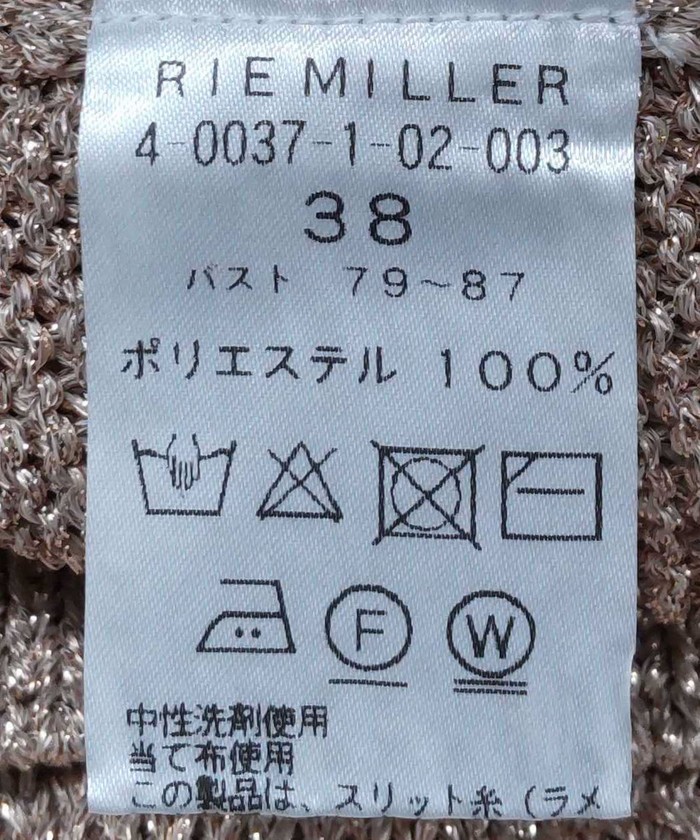 RIE MILLER
4-0037-1-02-003
38
バスト 79~87
ポリエステル 100%
F W
中性洗剤使用
当て布使用
この製品は、スリット糸(ラメ